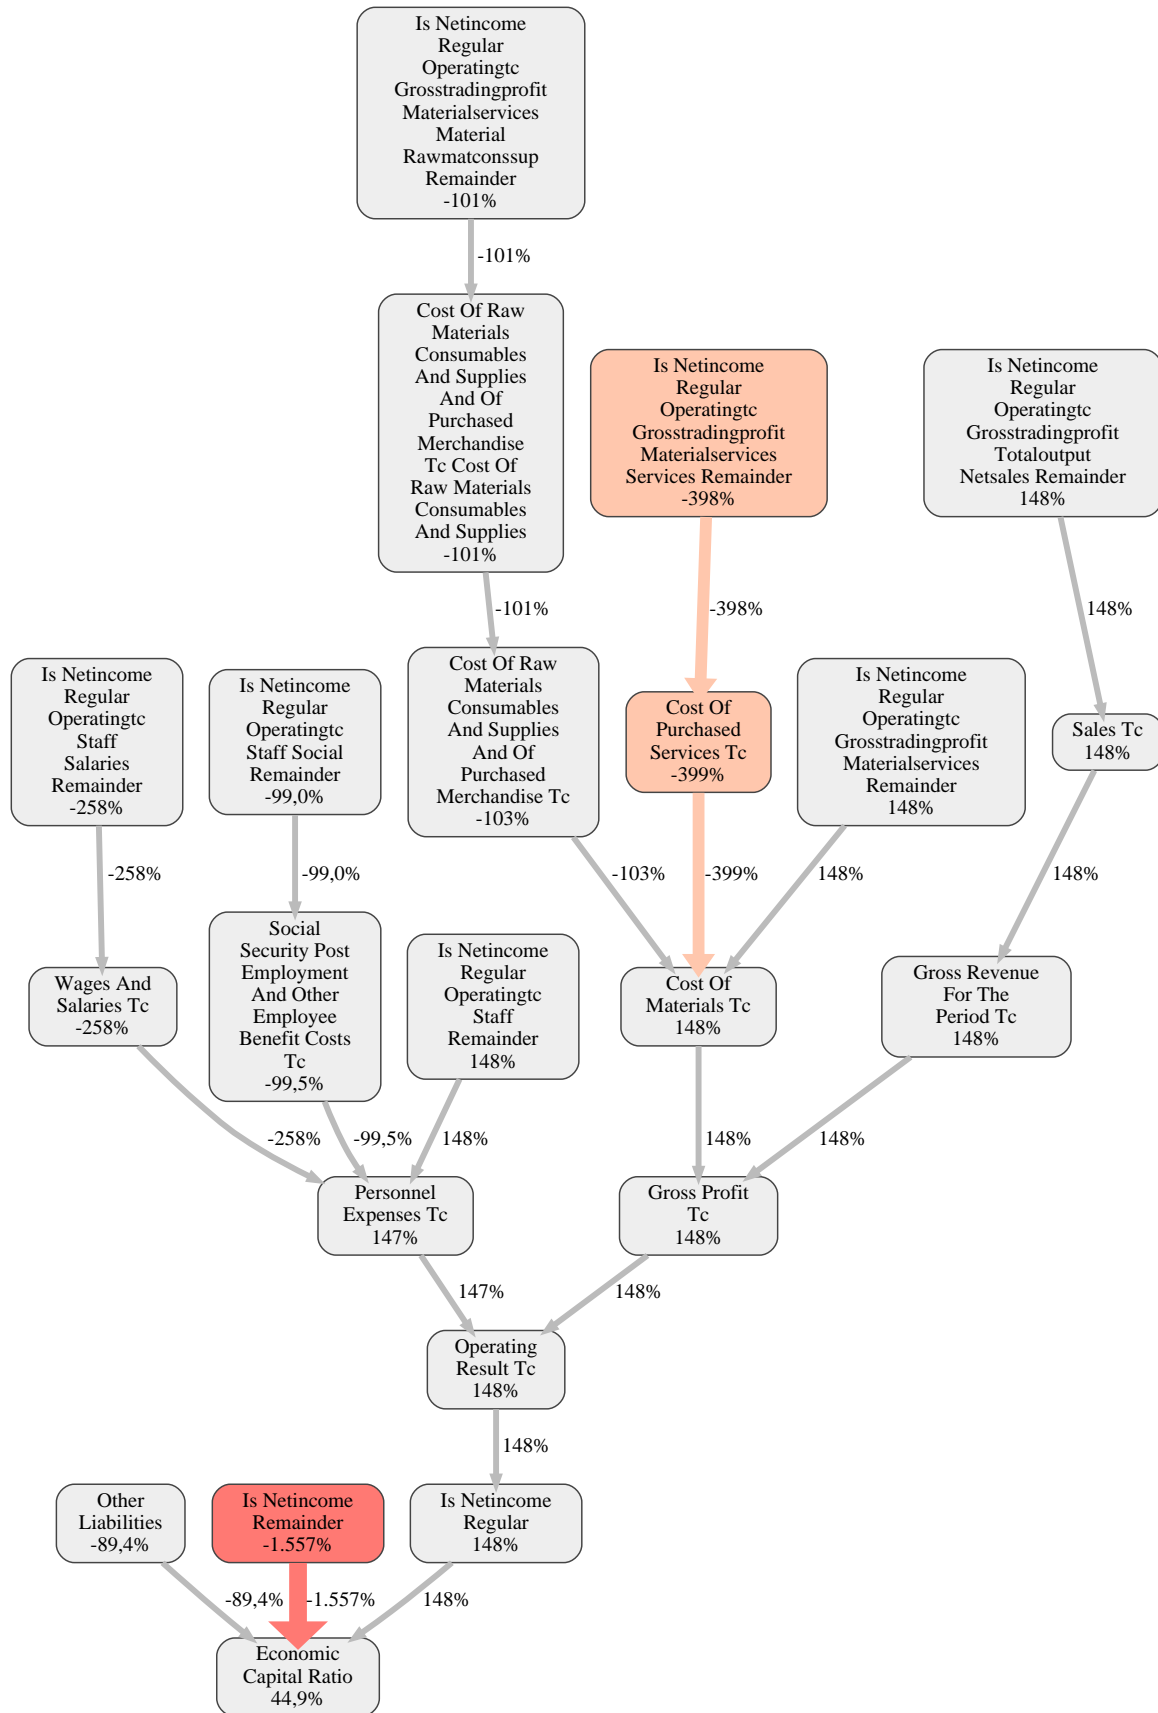 Is Netincome
Regular
Operatingtc
Grosstradingprofit
Materialservices
Material
Rawmatconssup
Remainder
-101%
-101%
Cost Of Raw
Materials
Consumables
And Supplies
And Of
Purchased
Merchandise
Tc Cost Of
Raw Materials
Consumables
And Supplies
-101%
Is Netincome
Regular
Operatingtc
Grosstradingprofit
Materialservices
Services Remainder
-398%
Is Netincome
Regular
Operatingtc
Grosstradingprofit
Totaloutput
Netsales Remainder
148%
-101%
-398%
148%
Is Netincome
Regular
Operatingtc
Staff
Salaries
Remainder
-258%
Is Netincome
Regular
Operatingtc
Staff Social
Remainder
-99,0%
Cost Of Raw
Materials
Consumables
And Supplies
And Of
Purchased
Merchandise Tc
-103%
Cost Of
Purchased
Services Tc
-399%
Is Netincome
Regular
Operatingtc
Grosstradingprofit
Materialservices
Remainder
148%
Sales Tc
148%
-258%
-99,0%
-103%
-399%
148%
148%
Wages And
Salaries Tc
-258%
Social
Security Post
Employment
And Other
Employee
Benefit Costs
Tc
-99,5%
Is Netincome
Regular
Operatingtc
Staff
Remainder
148%
Cost Of
Materials Tc
148%
Gross Revenue
For The
Period Tc
148%
-258%
-99,5%
148%
148%
148%
Personnel
Expenses Tc
147%
Gross Profit
Tc
148%
147%
148%
Operating
Result Tc
148%
148%
Other
Liabilities
-89,4%
Is Netincome
Remainder
-1.557%
Is Netincome
Regular
148%
-89,4%
-1.557%
148%
Economic
Capital Ratio
44,9%